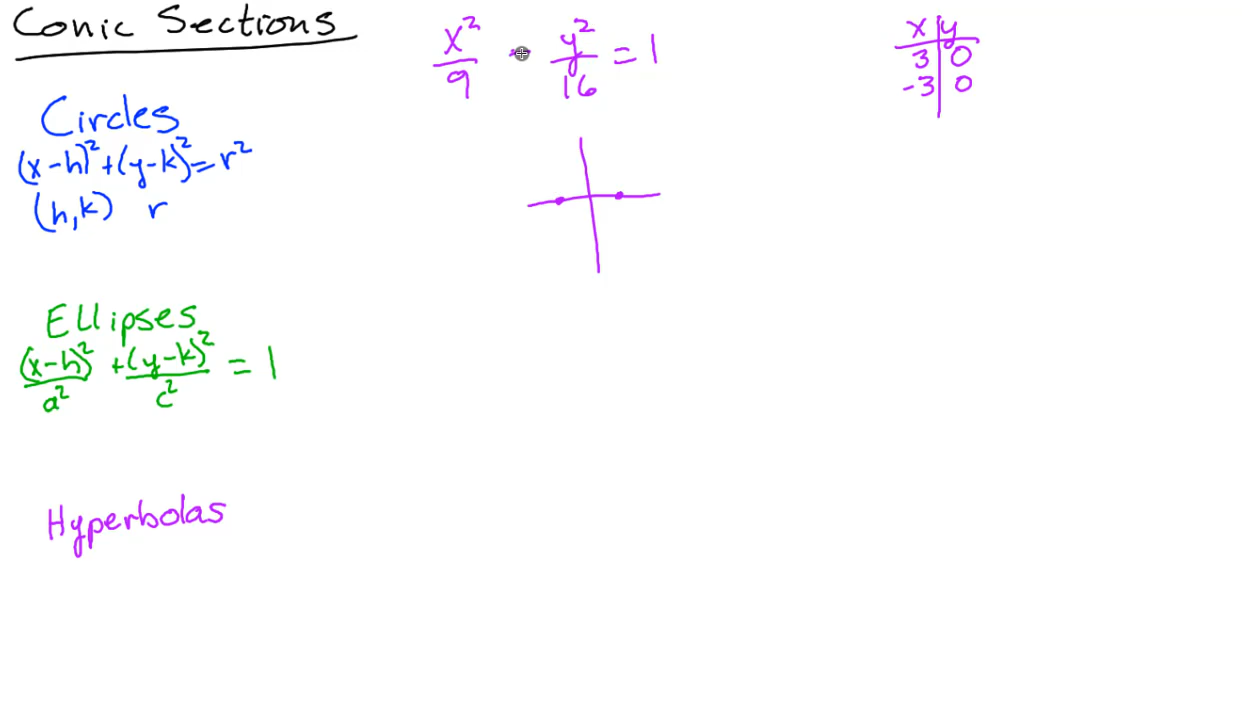 Conic Sections
Circles
(x-h)²+(y-k)²=r²
(h,k) r
Ellipses
(x-h)²/a² + (y-k)²/c² = 1
Hyperbolas
x²/9 - y²/16 = 1
x y
3 0
-3 0